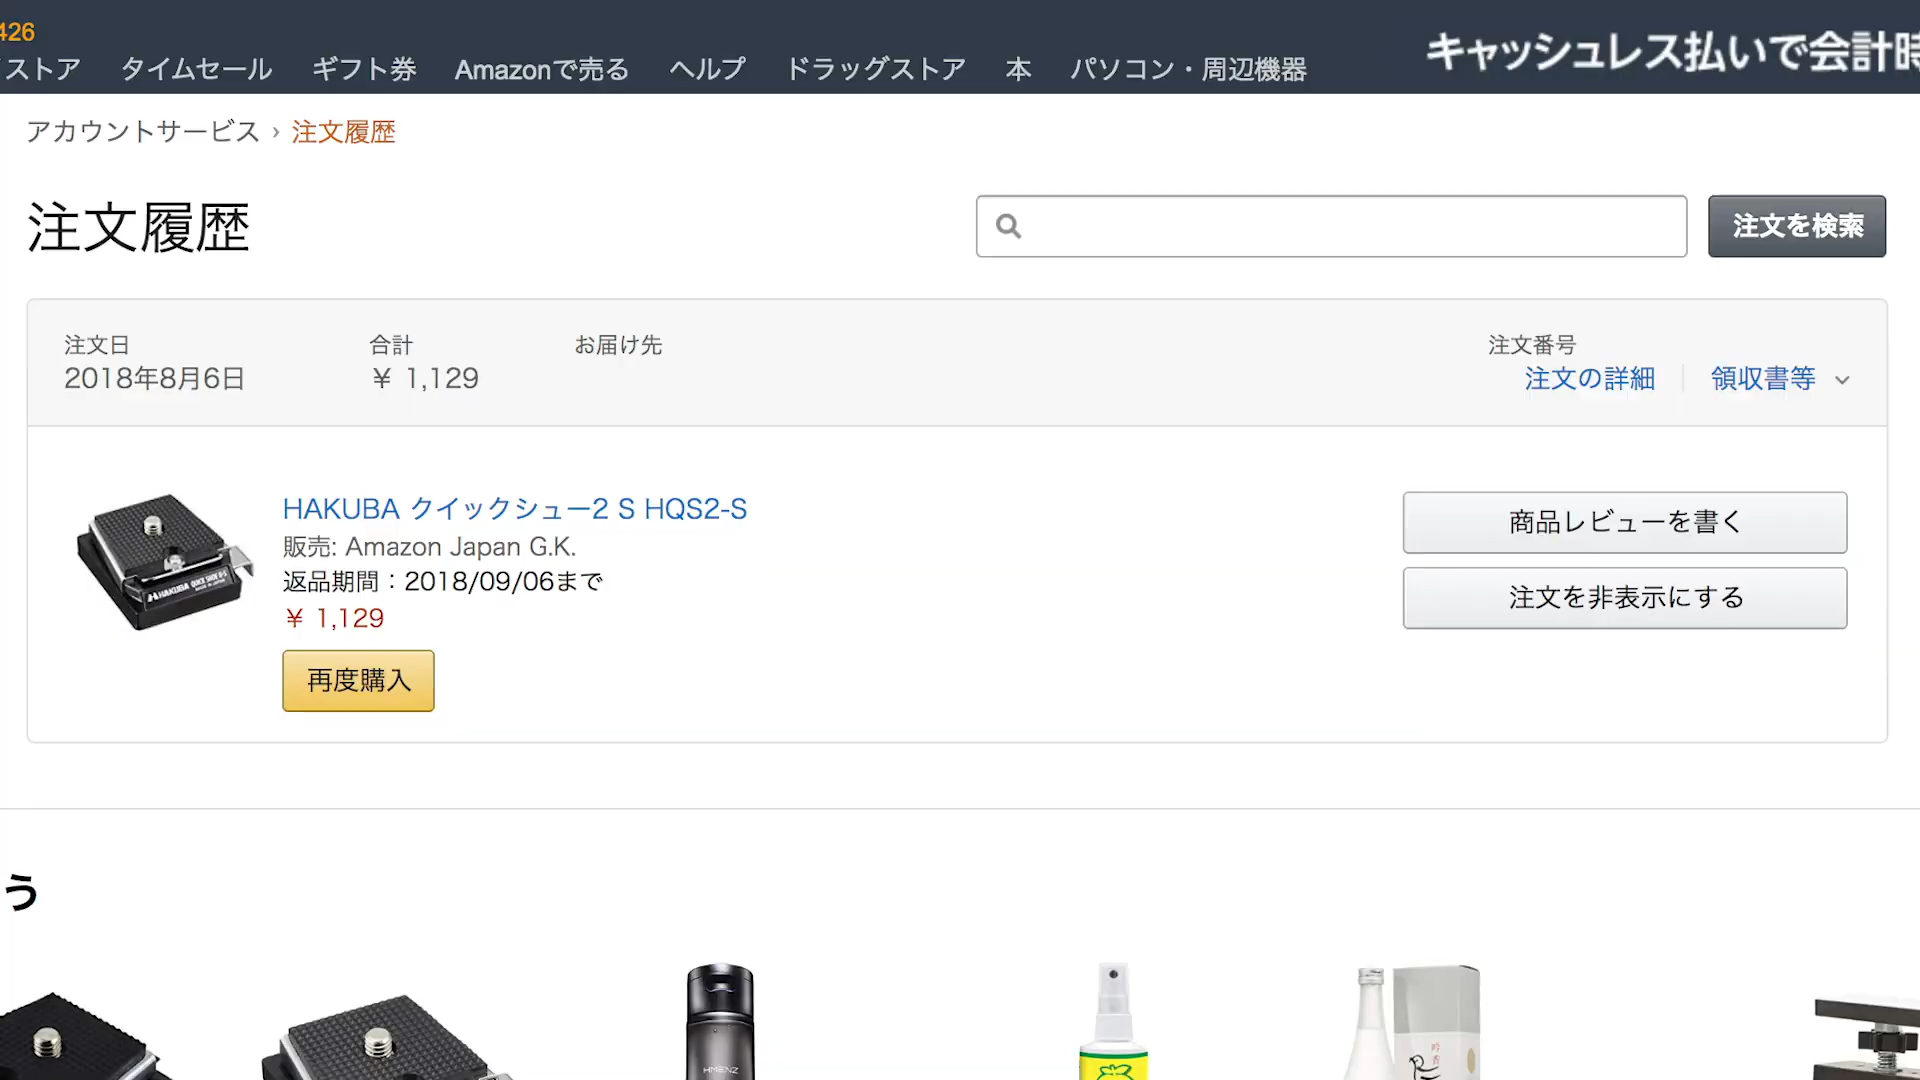 426
ストア タイムセール ギフト券 Amazonで売る ヘルプ ドラッグストア 本 パソコン・周辺機器
キャッシュレス払いで会計時
アカウントサービス › 注文履歴
注文履歴
注文を検索
注文日 合計 お届け先 注文番号
2018年8月6日 ¥ 1,129 注文の詳細 領収書等
HAKUBA クイックシュー2 S HQS2-S
販売: Amazon Japan G.K.
返品期間：2018/09/06まで
¥ 1,129
再度購入
商品レビューを書く
注文を非表示にする
HAKUBA QUICK SHOE
う
HMENZ
吟香